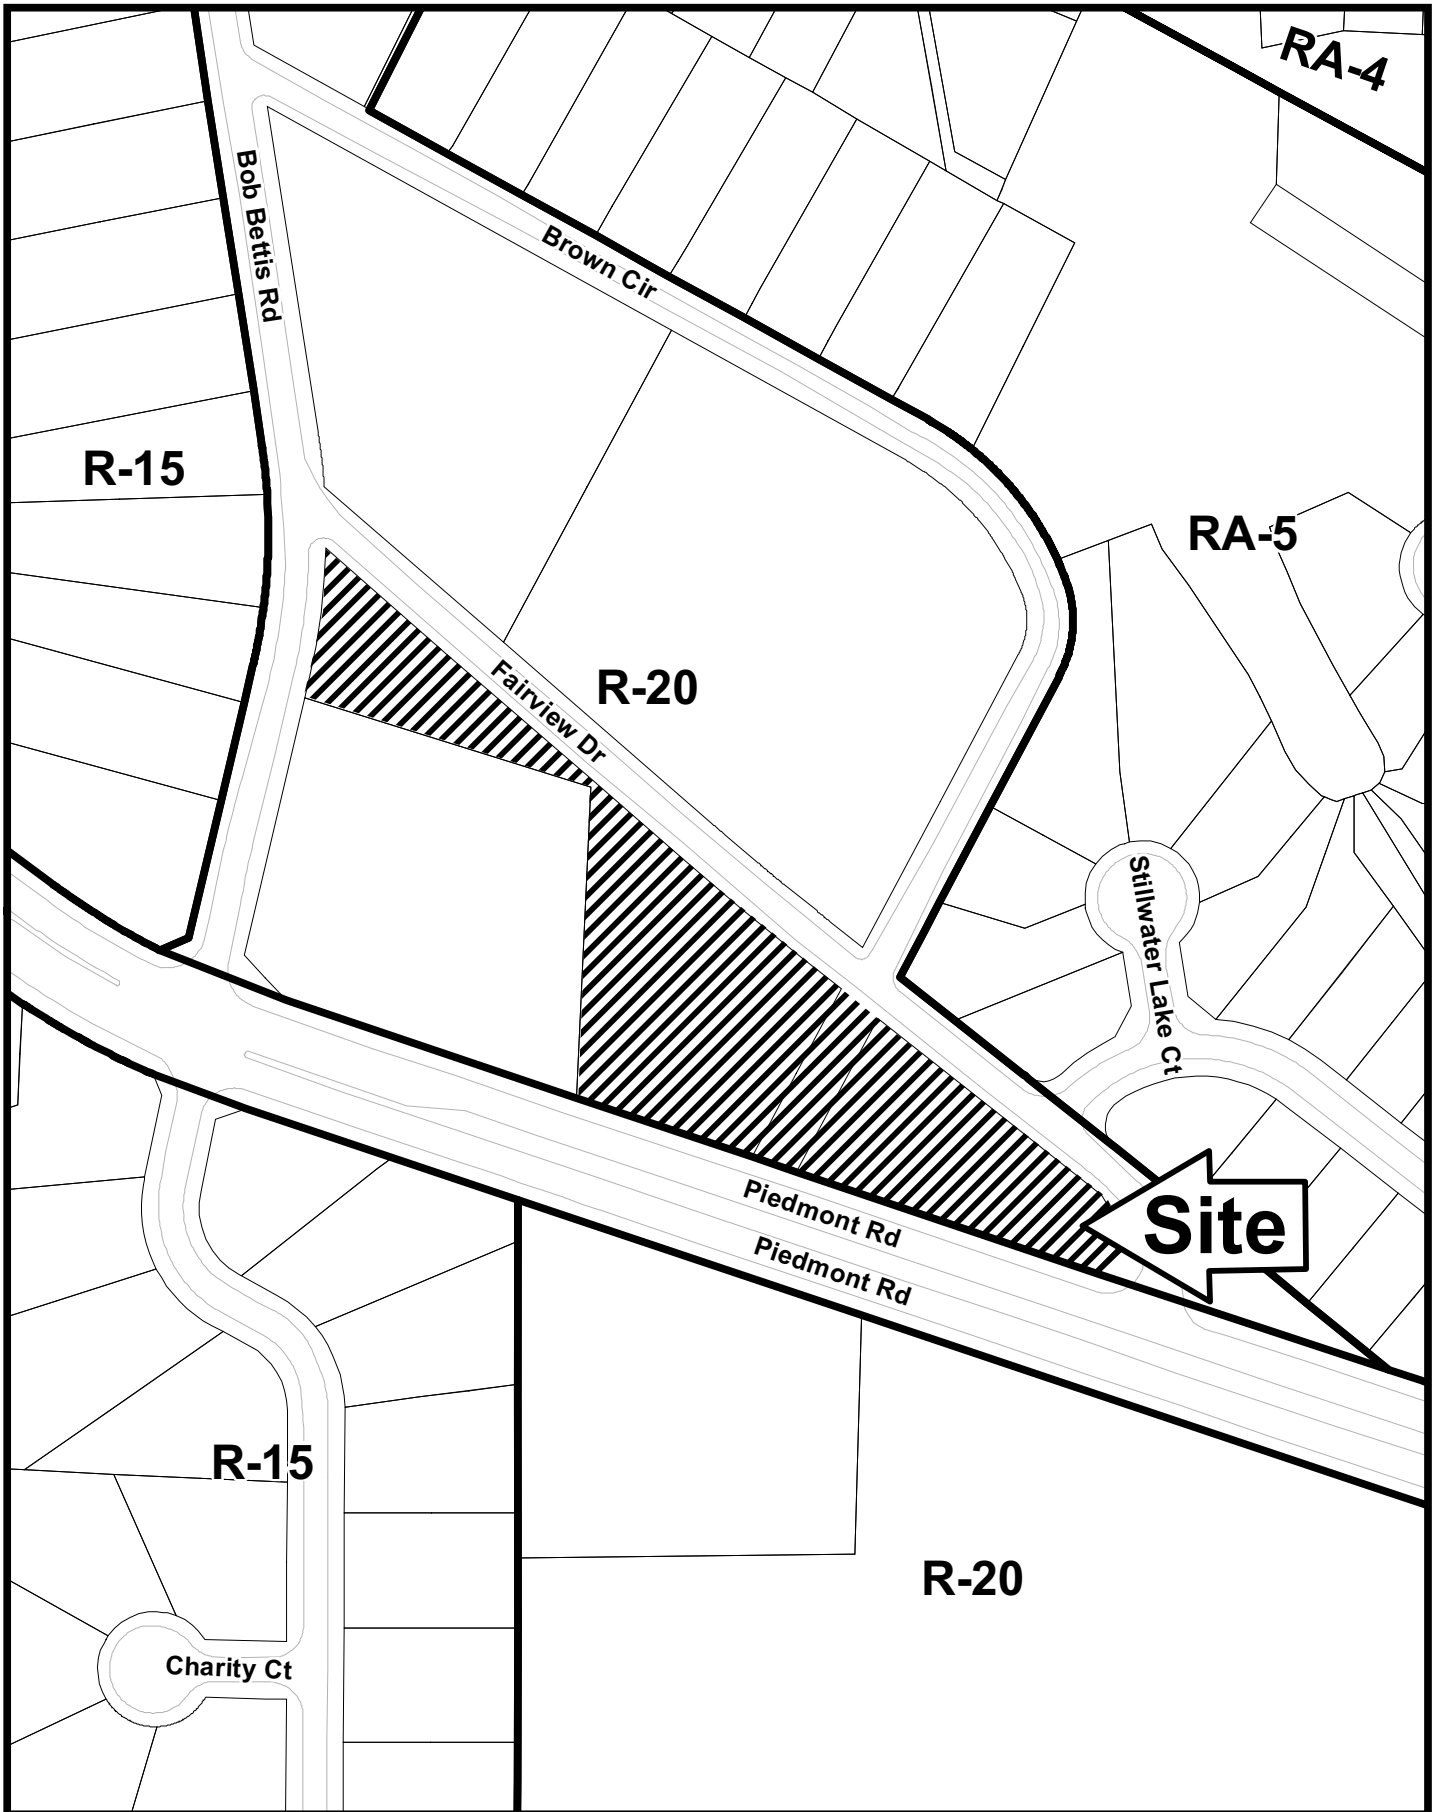 RA-4
Bob Bettis Rd
Brown Cir
R-15
RA-5
R-20
Fairview Dr
Stillwater Lake Ct
Piedmont Rd
Site
Piedmont Rd
R-15
R-20
Charity Ct